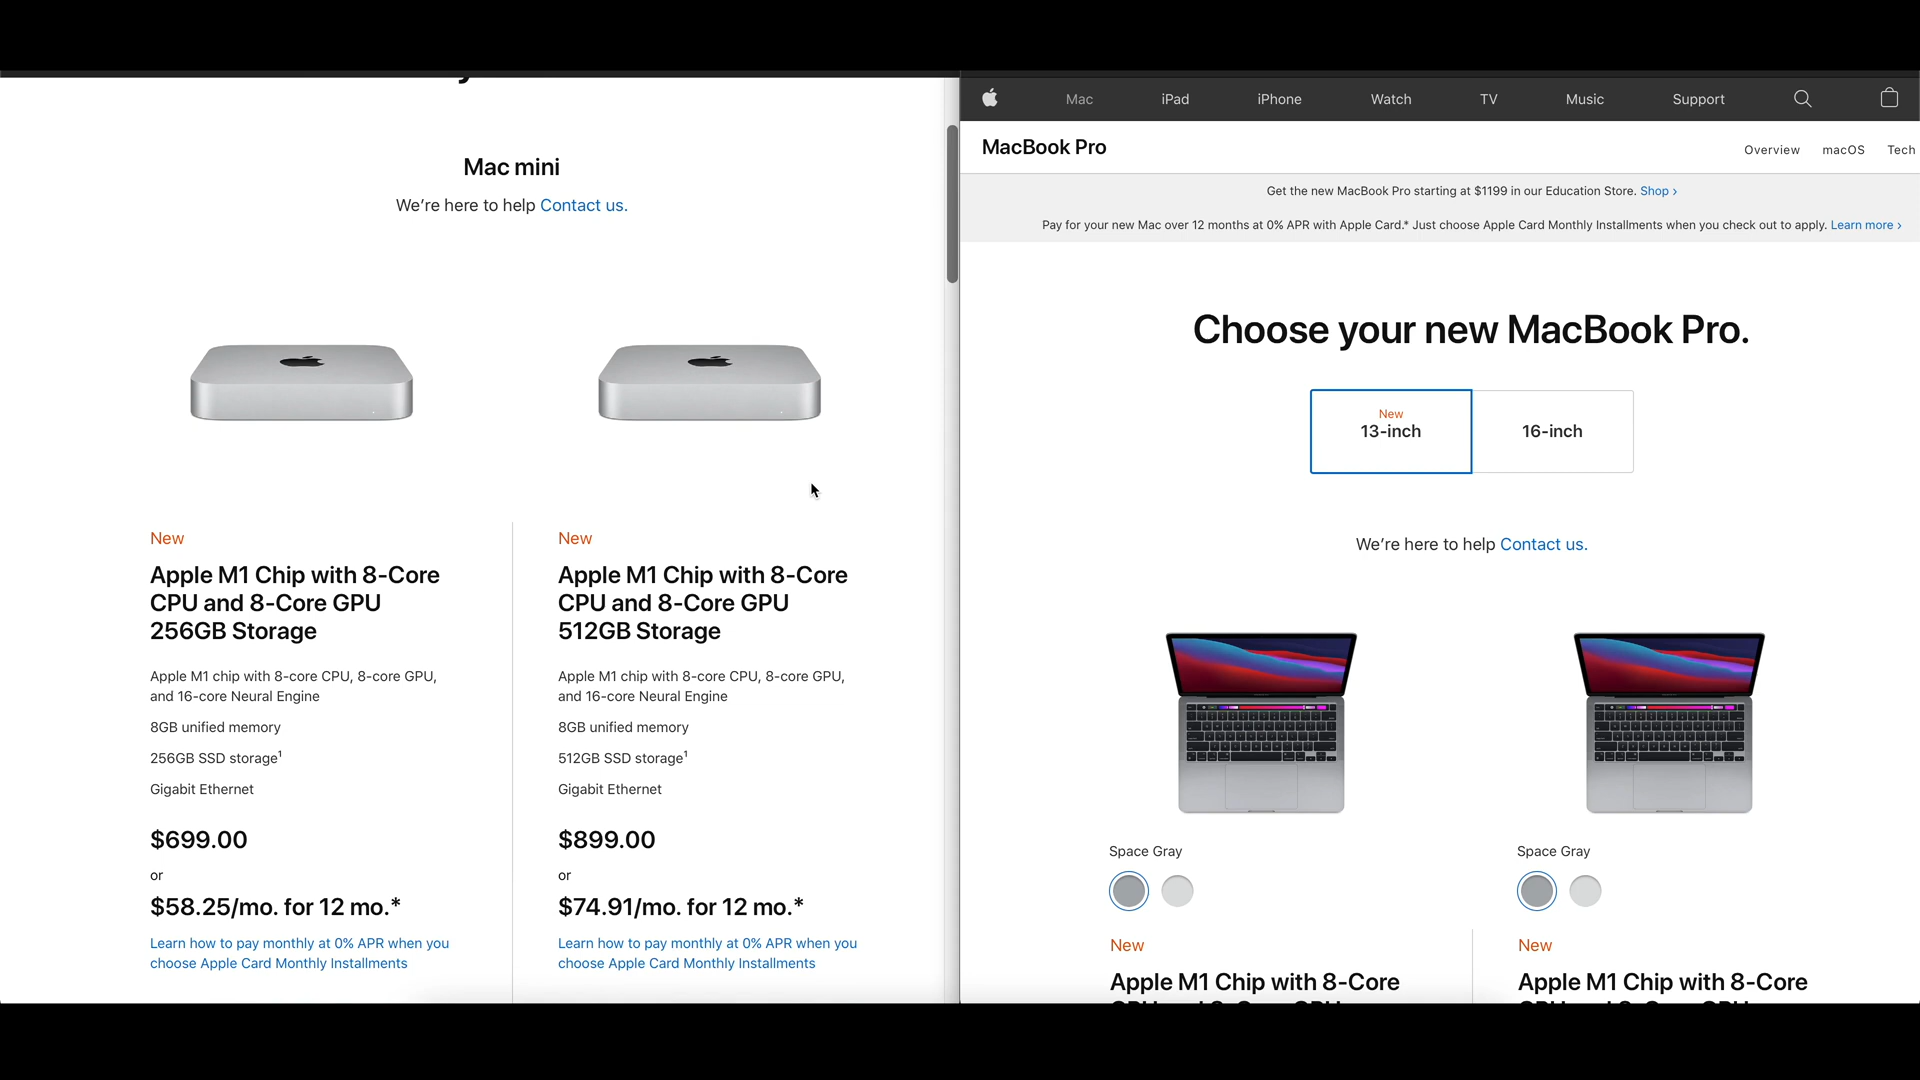 Mac mini
We're here to help Contact us.
New
Apple M1 Chip with 8-Core
CPU and 8-Core GPU
256GB Storage
Apple M1 chip with 8-core CPU, 8-core GPU,
and 16-core Neural Engine
8GB unified memory
256GB SSD storage¹
Gigabit Ethernet
$699.00
or
$58.25/mo. for 12 mo.*
Learn how to pay monthly at 0% APR when you
choose Apple Card Monthly Installments
New
Apple M1 Chip with 8-Core
CPU and 8-Core GPU
512GB Storage
Apple M1 chip with 8-core CPU, 8-core GPU,
and 16-core Neural Engine
8GB unified memory
512GB SSD storage¹
Gigabit Ethernet
$899.00
or
$74.91/mo. for 12 mo.*
Learn how to pay monthly at 0% APR when you
choose Apple Card Monthly Installments
Mac iPad iPhone Watch TV Music Support
MacBook Pro
Overview macOS Tech
Get the new MacBook Pro starting at $1199 in our Education Store. Shop ›
Pay for your new Mac over 12 months at 0% APR with Apple Card.* Just choose Apple Card Monthly Installments when you check out to apply. Learn more ›
Choose your new MacBook Pro.
New
13-inch
16-inch
We're here to help Contact us.
Space Gray
New
Apple M1 Chip with 8-Core
Space Gray
New
Apple M1 Chip with 8-Core